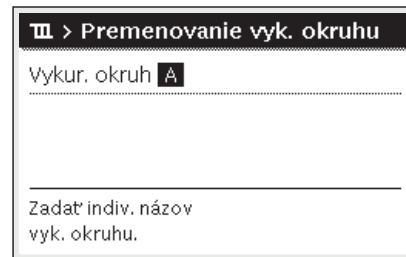 > Premenovanie vyk. okruhu
Vykur. okruh A
Zadať indiv. názov
vyk. okruhu.